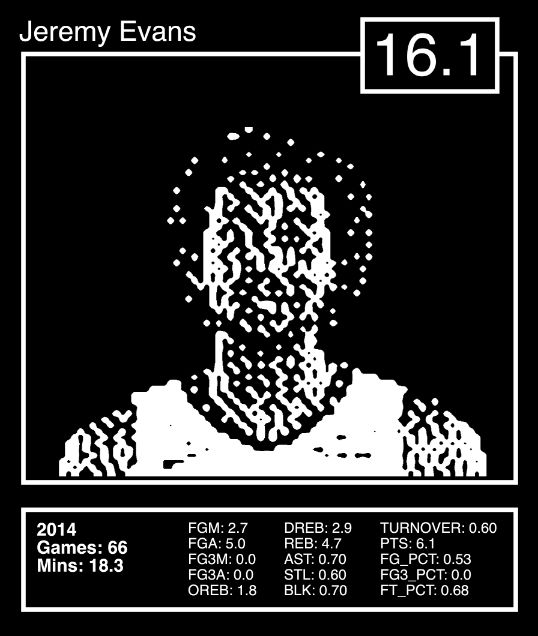 Jeremy Evans
16.1
2014
Games: 66
Mins: 18.3
FGM: 2.7
FGA: 5.0
FG3M: 0.0
FG3A: 0.0
OREB: 1.8
DREB: 2.9
REB: 4.7
AST: 0.70
STL: 0.60
BLK: 0.70
TURNOVER: 0.60
PTS: 6.1
FG_PCT: 0.53
FG3_PCT: 0.0
FT_PCT: 0.68